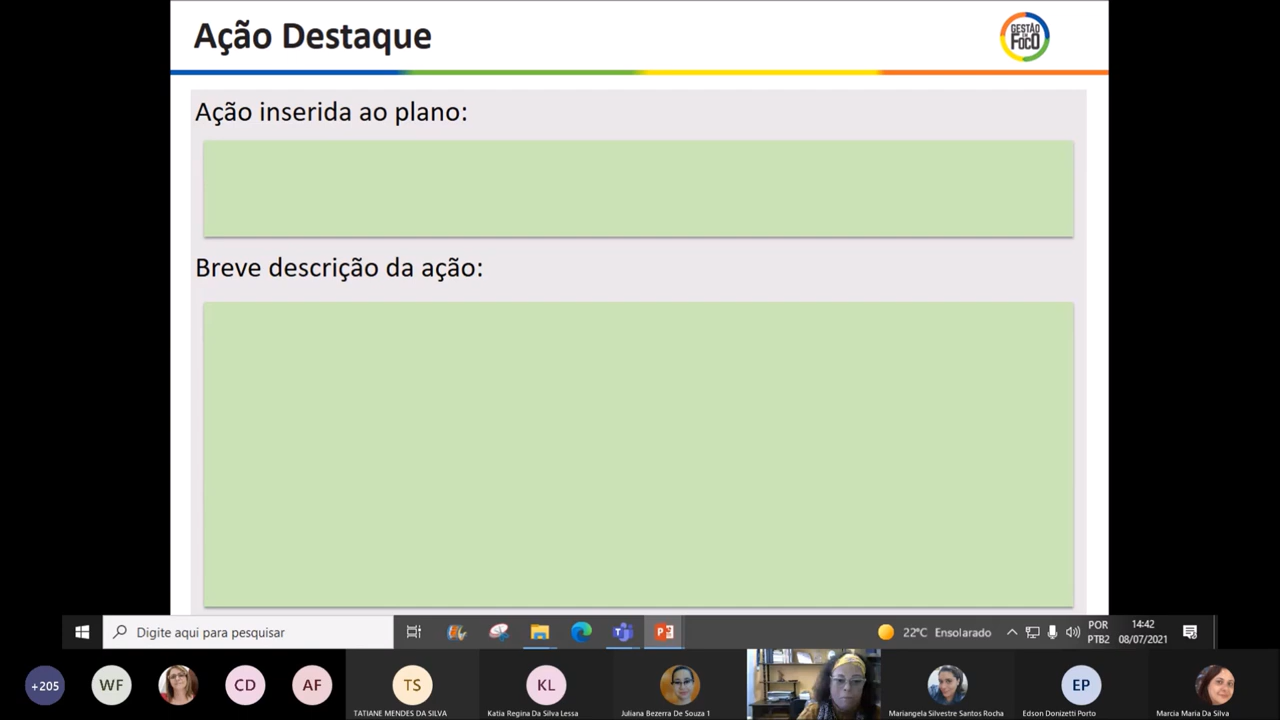 Ação Destaque
GESTÃO
EM
FOCO
Ação inserida ao plano:
Breve descrição da ação:
Digite aqui para pesquisar
22°C Ensolarado
POR
PTB2
14:42
08/07/2021
+205
WF
CD
AF
TS
KL
EP
TATIANE MENDES DA SILVA
Katia Regina Da Silva Lessa
Juliana Bezerra De Souza 1
Mariangela Silvestre Santos Rocha
Edson Donizetti Porto
Marcia Maria Da Silva